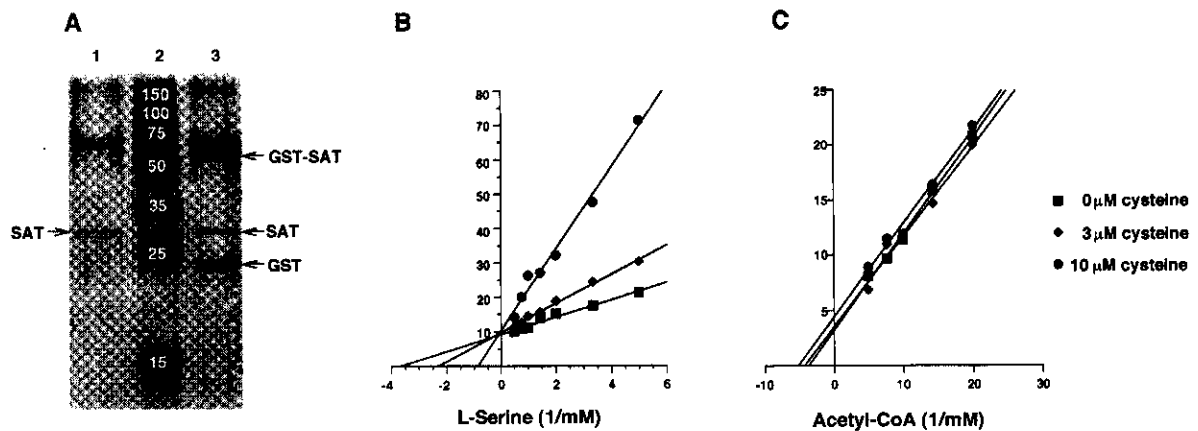 A
1 2 3
150
100
75
50
35
25
15
GST-SAT
SAT
SAT
GST
B
80
70
60
50
40
30
20
10
-4 -2 0 2 4 6
L-Serine (1/mM)
C
25
20
15
10
5
-10 0 10 20 30
Acetyl-CoA (1/mM)
0 µM cysteine
3 µM cysteine
10 µM cysteine